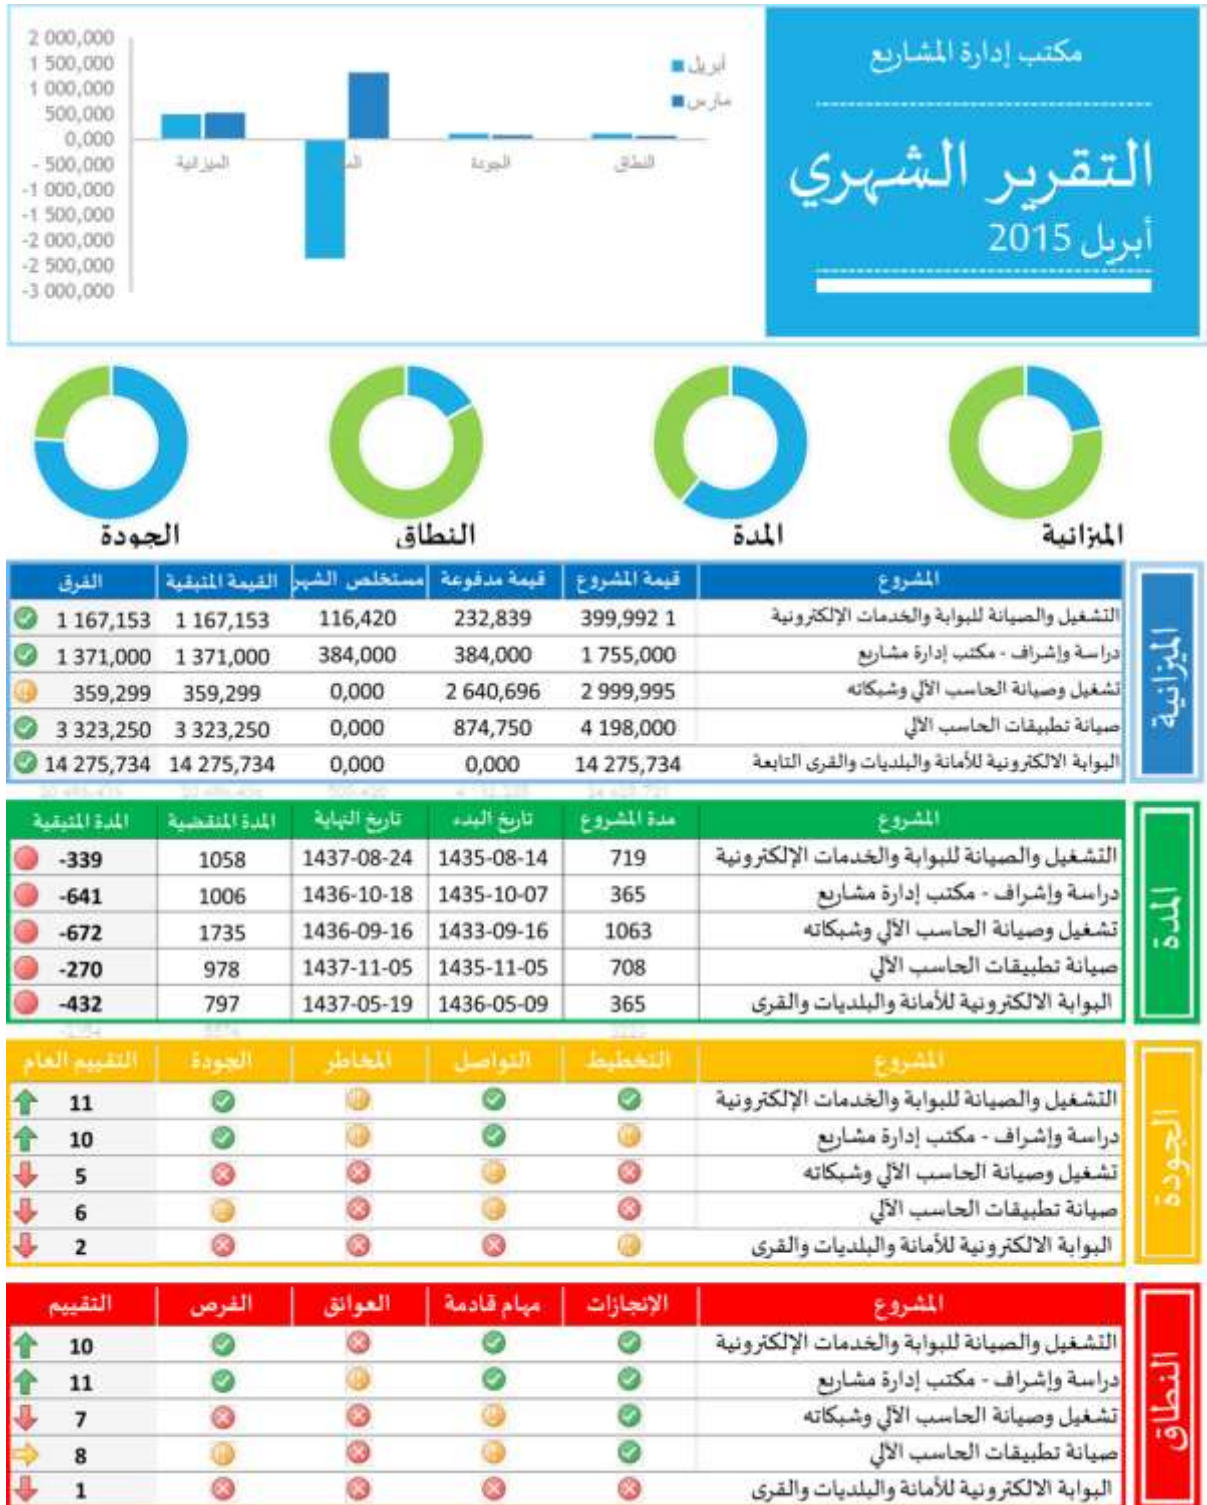 مكتب إدارة المشاريع
التقرير الشهري
أبريل 2015
2 000,000
1 500,000
1 000,000
500,000
0,000
- 500,000
-1 000,000
-1 500,000
-2 000,000
-2 500,000
-3 000,000
أبريل
مارس
النطاق
الجودة
الميزانية
الميزانية
المدة
النطاق
الجودة
الميزانية
المشروع قيمة المشروع قيمة مدفوعة مستخلص الشهر القيمة المتبقية الفرق
التشغيل والصيانة للبوابة والخدمات الإلكترونية 399,992 1 232,839 116,420 1 167,153 1 167,153
دراسة وإشراف - مكتب إدارة مشاريع 1 755,000 384,000 384,000 1 371,000 1 371,000
تشغيل وصيانة الحاسب الآلي وشبكاته 2 999,995 2 640,696 0,000 359,299 359,299
صيانة تطبيقات الحاسب الآلي 4 198,000 874,750 0,000 3 323,250 3 323,250
البوابة الالكترونية للأمانة والبلديات والقرى التابعة 14 275,734 0,000 0,000 14 275,734 14 275,734
المدة
المشروع مدة المشروع تاريخ البدء تاريخ النهاية المدة المنقضية المدة المتبقية
التشغيل والصيانة للبوابة والخدمات الإلكترونية 719 1435-08-14 1437-08-24 1058 -339
دراسة وإشراف - مكتب إدارة مشاريع 365 1435-10-07 1436-10-18 1006 -641
تشغيل وصيانة الحاسب الآلي وشبكاته 1063 1433-09-16 1436-09-16 1735 -672
صيانة تطبيقات الحاسب الآلي 708 1435-11-05 1437-11-05 978 -270
البوابة الالكترونية للأمانة والبلديات والقرى 365 1436-05-09 1437-05-19 797 -432
الجودة
المشروع التخطيط التواصل المخاطر الجودة التقييم العام
التشغيل والصيانة للبوابة والخدمات الإلكترونية 11
دراسة وإشراف - مكتب إدارة مشاريع 10
تشغيل وصيانة الحاسب الآلي وشبكاته 5
صيانة تطبيقات الحاسب الآلي 6
البوابة الالكترونية للأمانة والبلديات والقرى 2
النطاق
المشروع الإنجازات مهام قادمة العوائق الفرص التقييم
التشغيل والصيانة للبوابة والخدمات الإلكترونية 10
دراسة وإشراف - مكتب إدارة مشاريع 11
تشغيل وصيانة الحاسب الآلي وشبكاته 7
صيانة تطبيقات الحاسب الآلي 8
البوابة الالكترونية للأمانة والبلديات والقرى 1